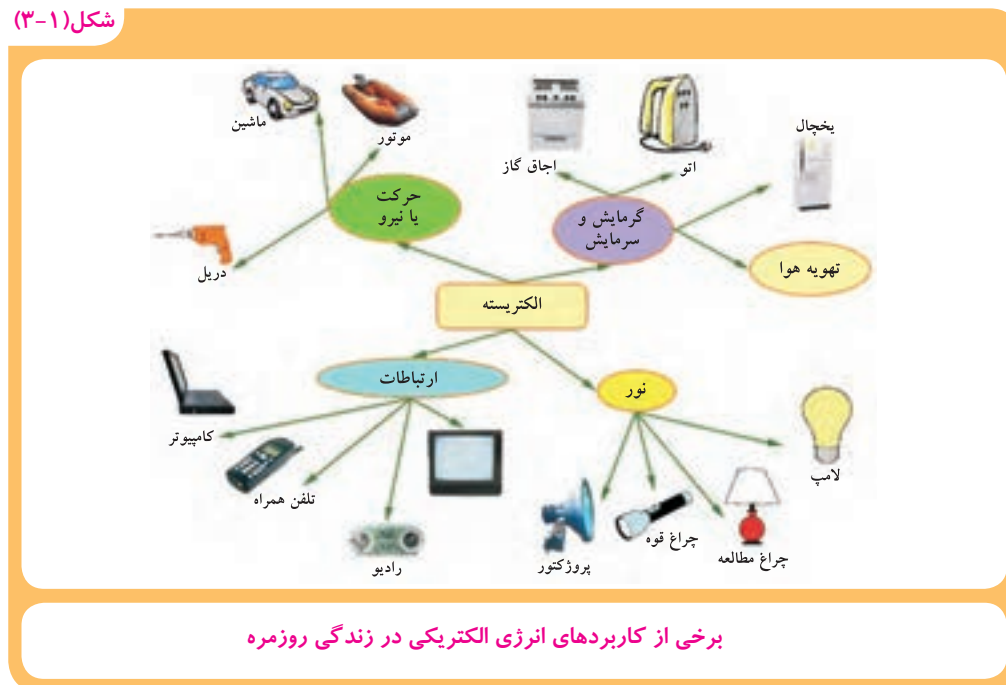 شکل(۱-۳)
ماشین
موتور
اجاق گاز
اتو
یخچال
حرکت
یا نیرو
گرمایش و
سرمایش
دریل
تهویه هوا
الکتریسته
ارتباطات
نور
کامپیوتر
تلفن همراه
رادیو
پروژکتور
چراغ قوه
چراغ مطالعه
لامپ
برخی از کاربردهای انرژی الکتریکی در زندگی روزمره